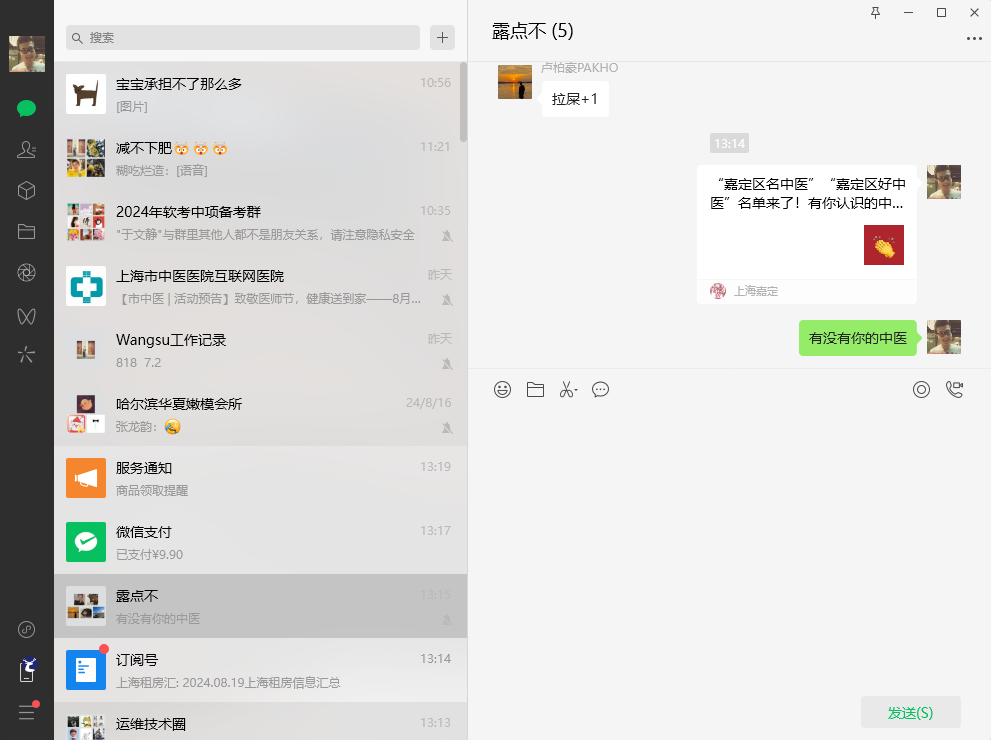 搜索
宝宝承担不了那么多 10:56
[图片]
减不下肥 11:21
糊吃烂造：[语音]
2024年软考中项备考群 10:35
"于文静"与群里其他人都不是朋友关系，请注意隐私安全
上海市中医医院互联网医院 昨天
【市中医 | 活动预告】致敬医师节，健康送到家——8月...
Wangsu工作记录 昨天
818 7.2
哈尔滨华夏嫩模会所 24/8/16
张龙韵：
服务通知 13:19
商品领取提醒
微信支付 13:17
已支付¥9.90
露点不 13:15
有没有你的中医
订阅号 13:14
上海租房汇: 2024.08.19上海租房信息汇总
运维技术圈 13:13
露点不 (5)
卢柏豪PAKHO
拉屎+1
13:14
“嘉定区名中医”“嘉定区好中
医”名单来了！有你认识的中...
上海嘉定
有没有你的中医
发送(S)